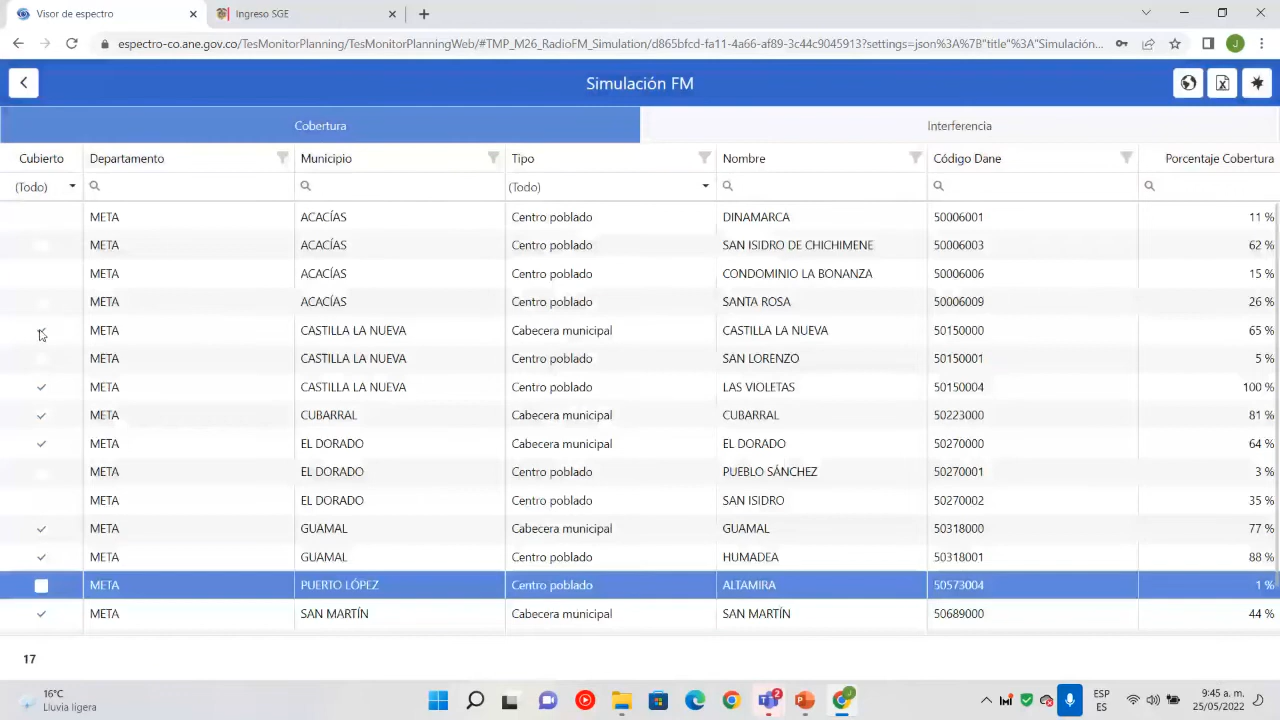 Visor de espectro
Ingreso SGE
espectro-co.ane.gov.co/TesMonitorPlanning/TesMonitorPlanningWeb/#TMP_M26_RadioFM_Simulation/d865bfcd-fa11-4a66-af89-3c44c9045913?settings=json%3A%7B"title"%3A"Simulación...
Simulación FM
Cobertura Interferencia
Cubierto Departamento Municipio Tipo Nombre Código Dane Porcentaje Cobertura
(Todo) (Todo)
META ACACÍAS Centro poblado DINAMARCA 50006001 11 %
META ACACÍAS Centro poblado SAN ISIDRO DE CHICHIMENE 50006003 62 %
META ACACÍAS Centro poblado CONDOMINIO LA BONANZA 50006006 15 %
META ACACÍAS Centro poblado SANTA ROSA 50006009 26 %
META CASTILLA LA NUEVA Cabecera municipal CASTILLA LA NUEVA 50150000 65 %
META CASTILLA LA NUEVA Centro poblado SAN LORENZO 50150001 5 %
META CASTILLA LA NUEVA Centro poblado LAS VIOLETAS 50150004 100 %
META CUBARRAL Cabecera municipal CUBARRAL 50223000 81 %
META EL DORADO Cabecera municipal EL DORADO 50270000 64 %
META EL DORADO Centro poblado PUEBLO SÁNCHEZ 50270001 3 %
META EL DORADO Centro poblado SAN ISIDRO 50270002 35 %
META GUAMAL Cabecera municipal GUAMAL 50318000 77 %
META GUAMAL Centro poblado HUMADEA 50318001 88 %
META PUERTO LÓPEZ Centro poblado ALTAMIRA 50573004 1 %
META SAN MARTÍN Cabecera municipal SAN MARTÍN 50689000 44 %
17
16°C
Lluvia ligera
2
ESP
ES
9:45 a. m.
25/05/2022